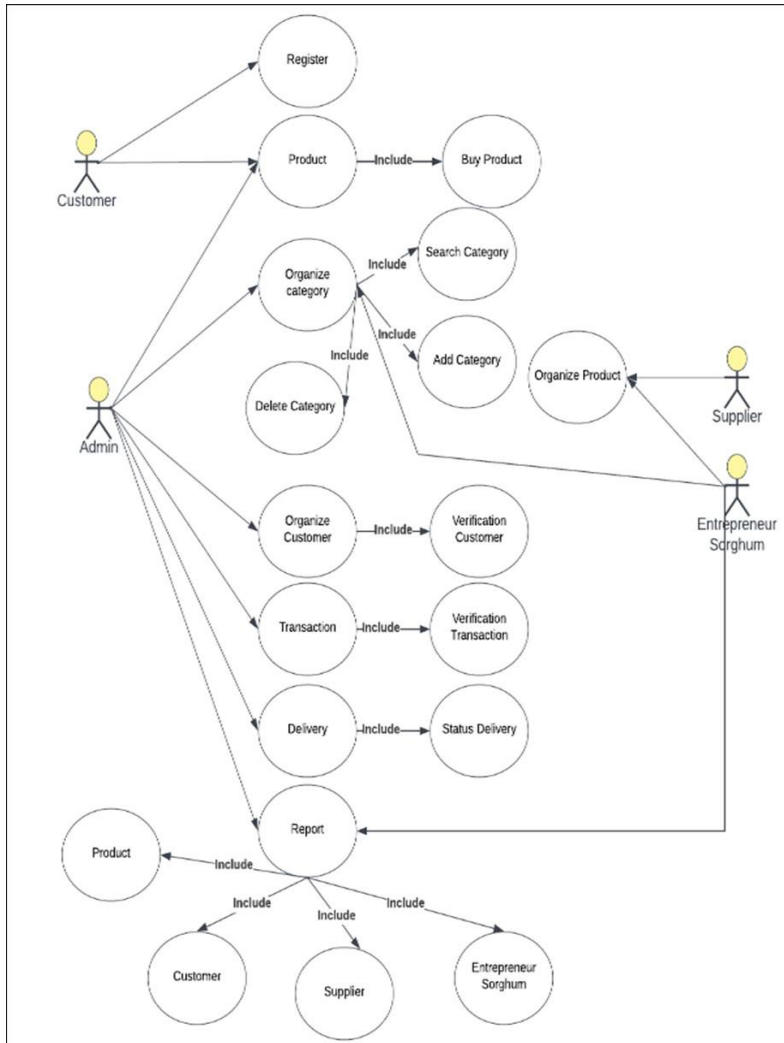 Register
Customer
Product
Include
Buy Product
Organize
category
Include
Search Category
Include
Add Category
Include
Delete Category
Organize Product
Supplier
Admin
Entrepreneur
Sorghum
Organize
Customer
Include
Verification
Customer
Transaction
Include
Verification
Transaction
Delivery
Include
Status Delivery
Report
Product
Include
Include
Include
Include
Customer
Supplier
Entrepreneur
Sorghum